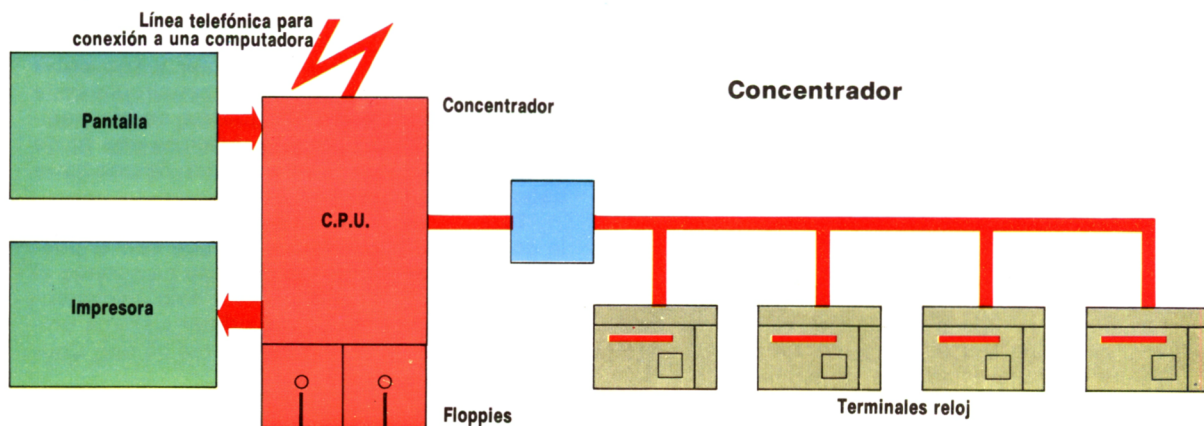 Línea telefónica para
conexión a una computadora
Concentrador
Concentrador
Pantalla
C.P.U.
Impresora
Floppies
Terminales reloj